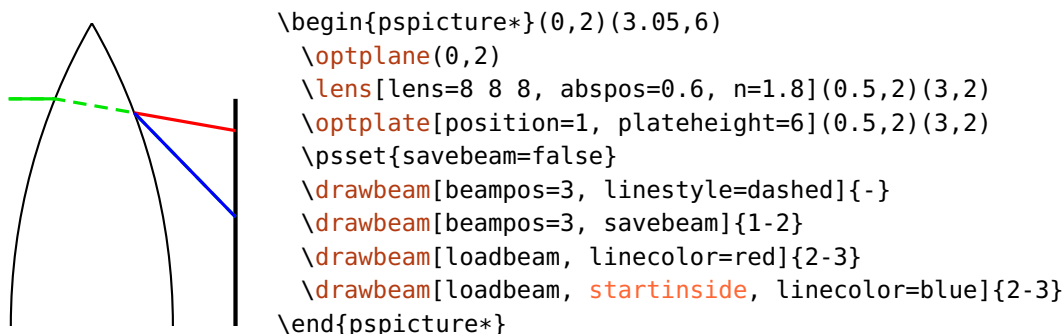 \begin{pspicture*}(0,2)(3.05,6)
  \optplane(0,2)
  \lens[lens=8 8 8, abspos=0.6, n=1.8](0.5,2)(3,2)
  \optplate[position=1, plateheight=6](0.5,2)(3,2)
  \psset{savebeam=false}
  \drawbeam[beampos=3, linestyle=dashed]{-}
  \drawbeam[beampos=3, savebeam]{1-2}
  \drawbeam[loadbeam, linecolor=red]{2-3}
  \drawbeam[loadbeam, startinside, linecolor=blue]{2-3}
\end{pspicture*}